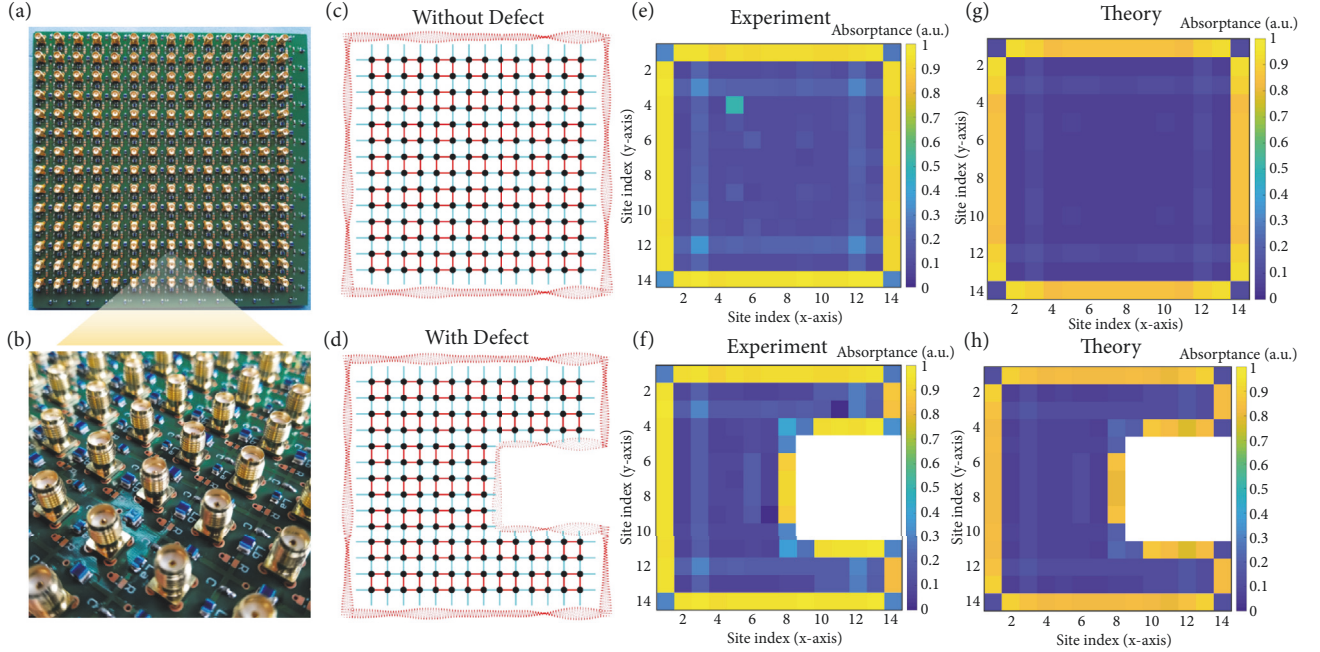 (a)
(b)
(c)
Without Defect
(d)
With Defect
(e)
Experiment
Absorptance (a.u.)
1
0.9
0.8
0.7
0.6
0.5
0.4
0.3
0.2
0.1
0
Site index (y-axis)
2
4
6
8
10
12
14
2 4 6 8 10 12 14
Site index (x-axis)
(f)
Experiment
Absorptance (a.u.)
1
0.9
0.8
0.7
0.6
0.5
0.4
0.3
0.2
0.1
0
Site index (y-axis)
2
4
6
8
10
12
14
2 4 6 8 10 12 14
Site index (x-axis)
(g)
Theory
Absorptance (a.u.)
1
0.9
0.8
0.7
0.6
0.5
0.4
0.3
0.2
0.1
0
Site index (y-axis)
2
4
6
8
10
12
14
2 4 6 8 10 12 14
Site index (x-axis)
(h)
Theory
Absorptance (a.u.)
1
0.9
0.8
0.7
0.6
0.5
0.4
0.3
0.2
0.1
0
Site index (y-axis)
2
4
6
8
10
12
14
2 4 6 8 10 12 14
Site index (x-axis)